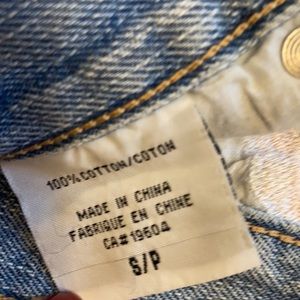 100% COTTON/COTON
MADE IN CHINA
FABRIQUE EN CHINE
CA# 19604
S/P